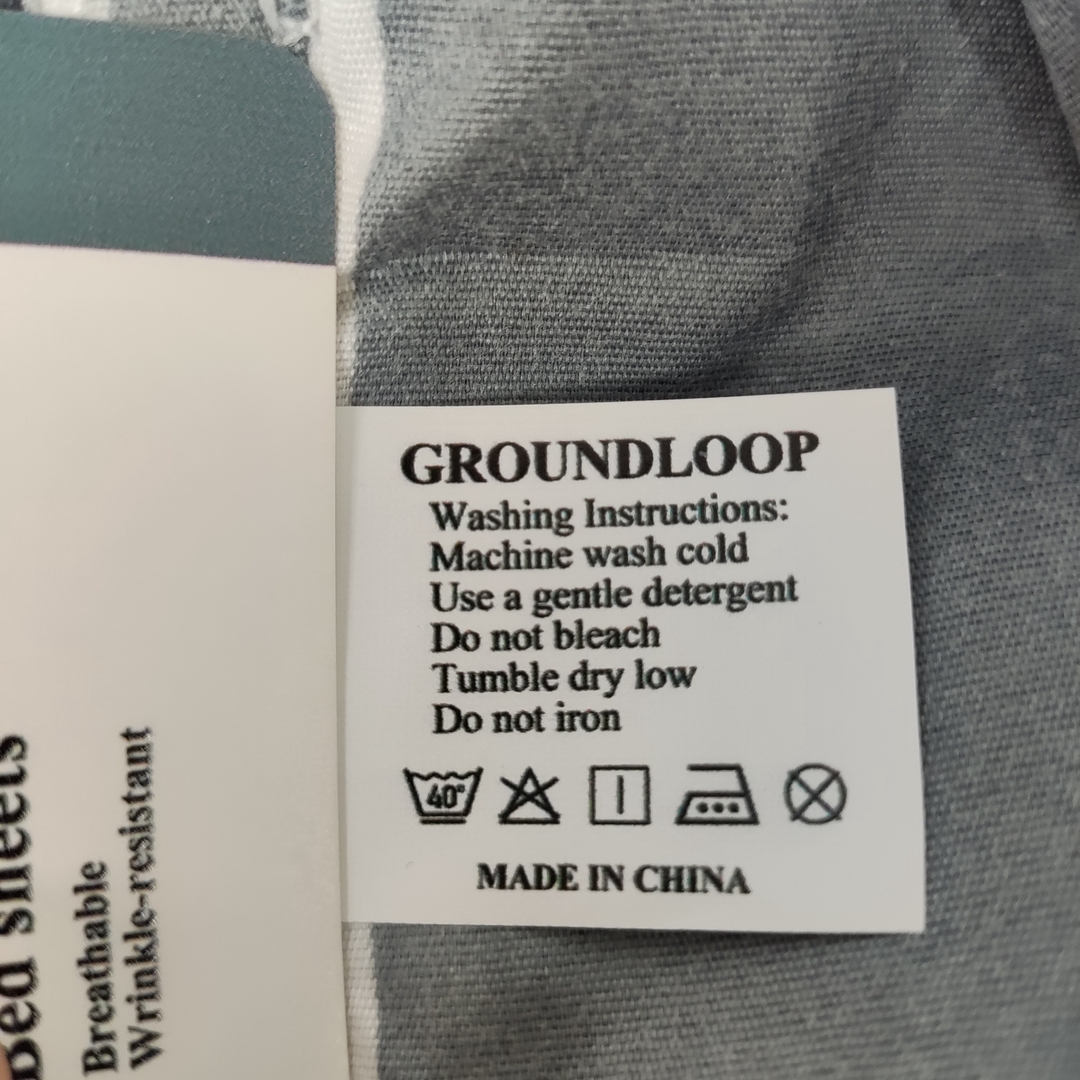 GROUNDLOOP
Washing Instructions:
Machine wash cold
Use a gentle detergent
Do not bleach
Tumble dry low
Do not iron
40°
MADE IN CHINA
Bed sheets
Breathable
Wrinkle-resistant